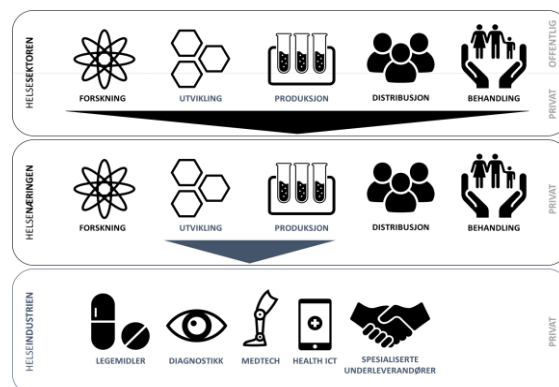 HELSESEKTOREN
FORSKNING
UTVIKLING
PRODUKSJON
DISTRIBUSJON
BEHANDLING
OFFENTLIG
PRIVAT
HELSENÆRINGEN
FORSKNING
UTVIKLING
PRODUKSJON
DISTRIBUSJON
BEHANDLING
PRIVAT
HELSEINDUSTRIEN
LEGEMIDLER
DIAGNOSTIKK
MEDTECH
HEALTH ICT
SPESIALISERTE
UNDERLEVERANDØRER
PRIVAT